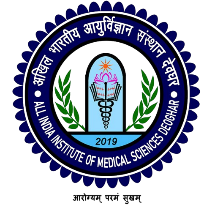 अखिल भारतीय आयुर्विज्ञान संस्थान देवघर
ALL INDIA INSTITUTE OF MEDICAL SCIENCES DEOGHAR
2019
आरोग्यम् परमं सुखम्